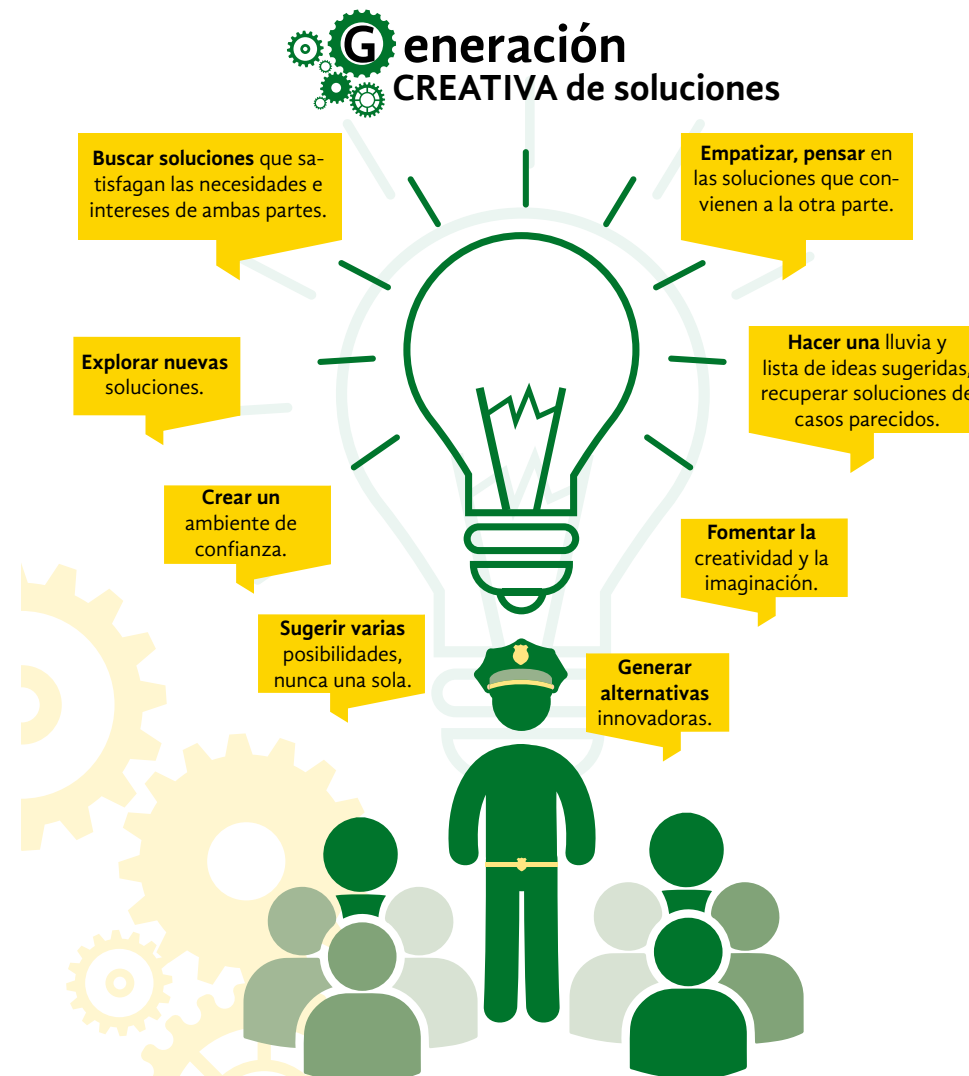 Generación
CREATIVA de soluciones
Buscar soluciones que sa-
tisfagan las necesidades e
intereses de ambas partes.
Empatizar, pensar en
las soluciones que con-
vienen a la otra parte.
Explorar nuevas
soluciones.
Hacer una lluvia y
lista de ideas sugeridas,
recuperar soluciones de
casos parecidos.
Crear un
ambiente de
confianza.
Fomentar la
creatividad y la
imaginación.
Sugerir varias
posibilidades,
nunca una sola.
Generar
alternativas
innovadoras.